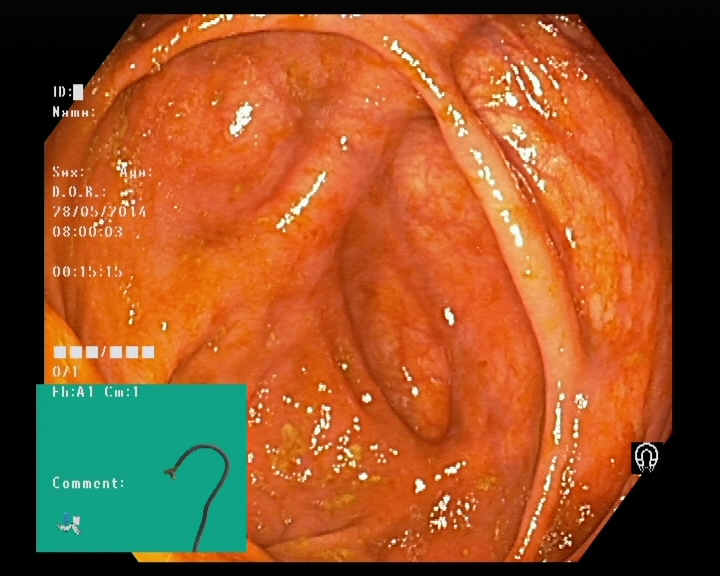 ID:
Name:
Sex: Age:
D.O.B.:
28/05/2014
08:00:03
00:15:15
/
0/1
Eh:A1 Cm:1
Comment: